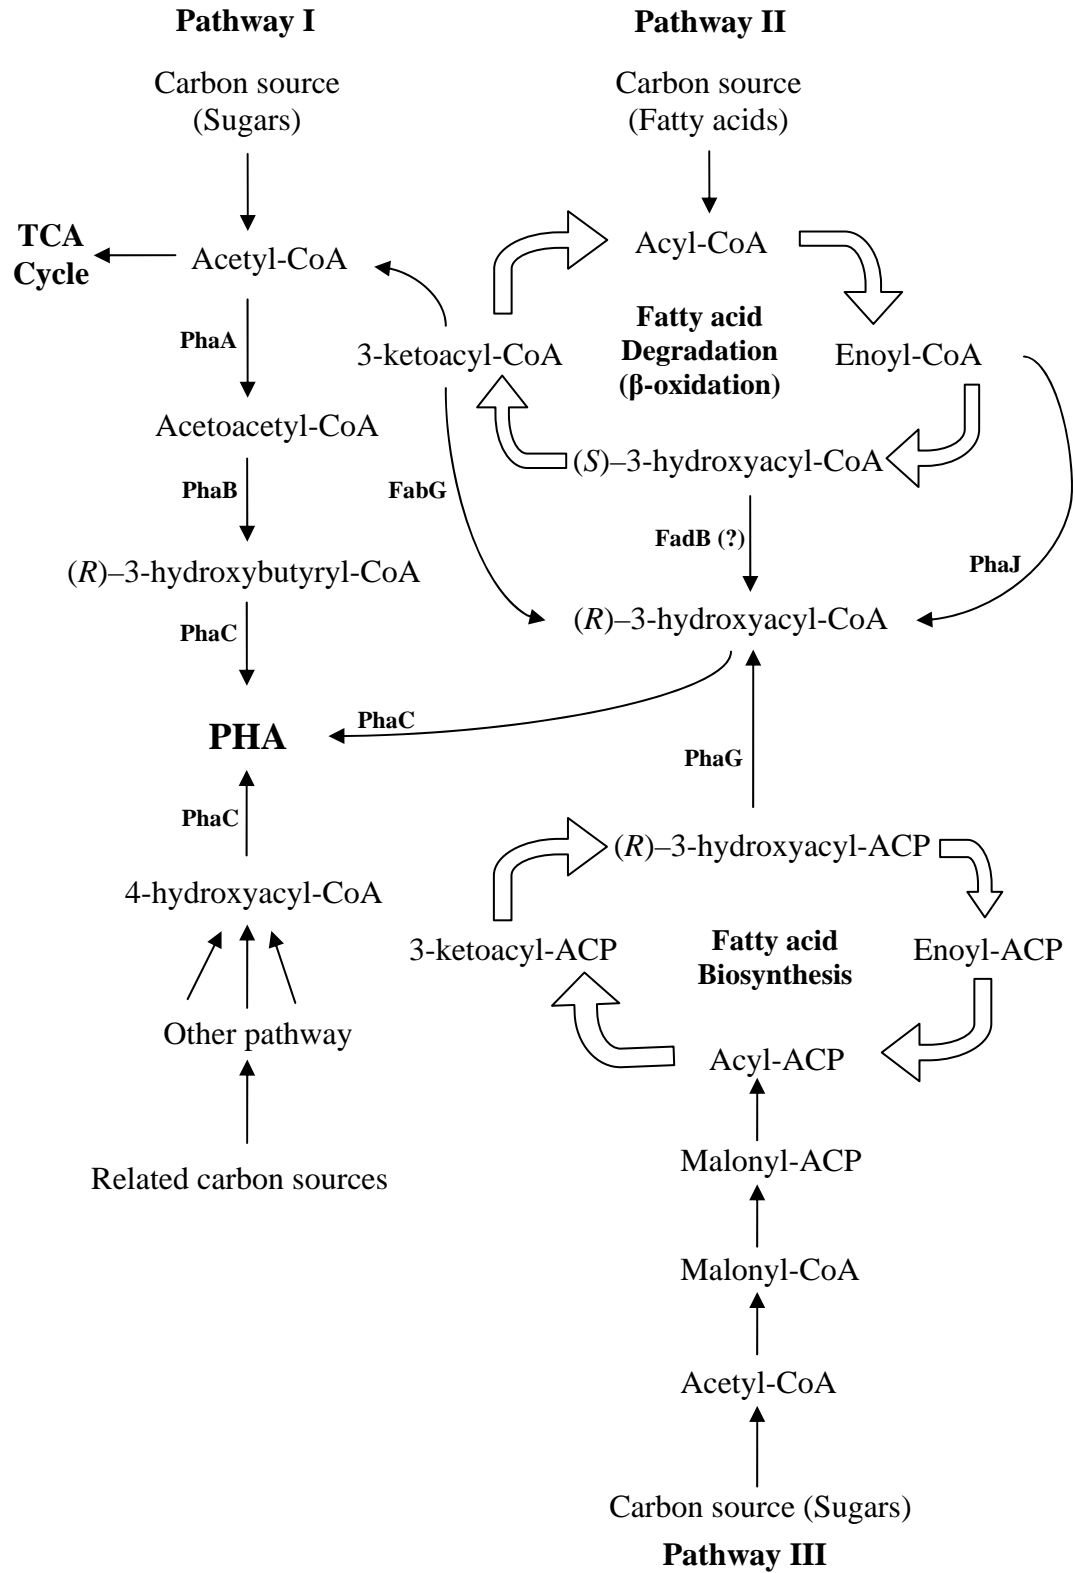 Pathway I
Carbon source
(Sugars)
TCA
Cycle
Acetyl-CoA
PhaA
Acetoacetyl-CoA
PhaB
(R)–3-hydroxybutyryl-CoA
PhaC
PHA
PhaC
4-hydroxyacyl-CoA
Other pathway
Related carbon sources
Pathway II
Carbon source
(Fatty acids)
Acyl-CoA
Fatty acid
Degradation
(β-oxidation)
3-ketoacyl-CoA
Enoyl-CoA
(S)–3-hydroxyacyl-CoA
FabG
FadB (?)
PhaJ
(R)–3-hydroxyacyl-CoA
PhaC
PhaG
(R)–3-hydroxyacyl-ACP
3-ketoacyl-ACP
Fatty acid
Biosynthesis
Enoyl-ACP
Acyl-ACP
Malonyl-ACP
Malonyl-CoA
Acetyl-CoA
Carbon source (Sugars)
Pathway III